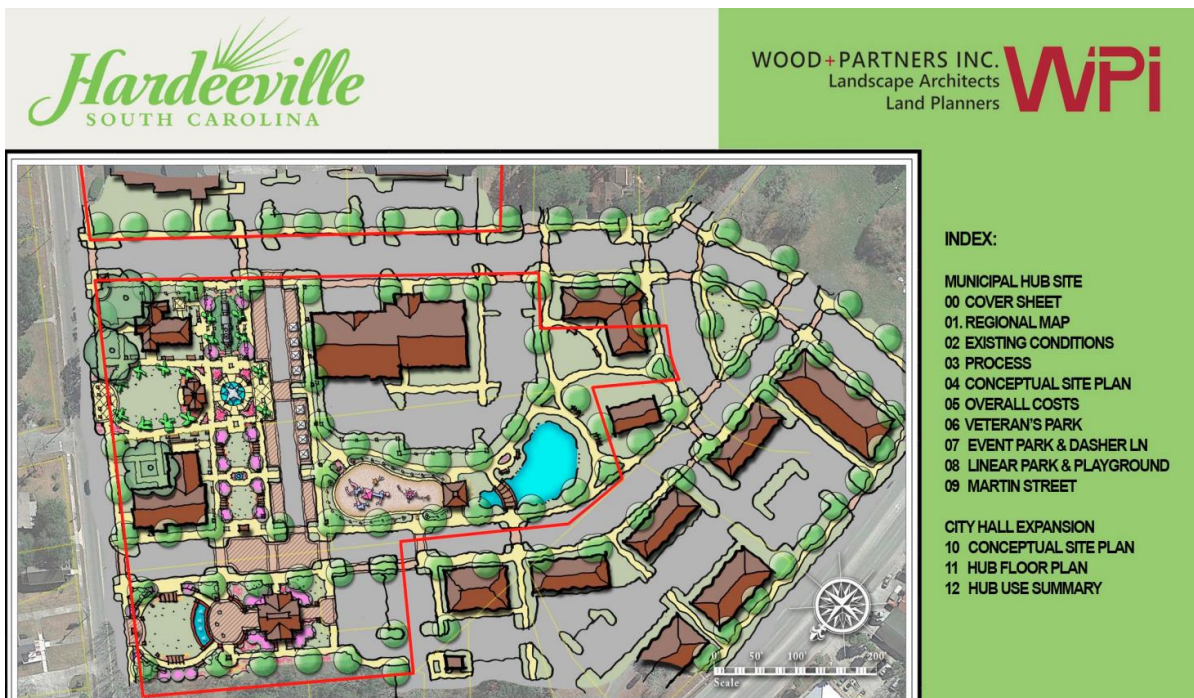 Hardeeville
SOUTH CAROLINA
WOOD+PARTNERS INC.
Landscape Architects
Land Planners
WPi
INDEX:
MUNICIPAL HUB SITE
00 COVER SHEET
01. REGIONAL MAP
02 EXISTING CONDITIONS
03 PROCESS
04 CONCEPTUAL SITE PLAN
05 OVERALL COSTS
06 VETERAN'S PARK
07 EVENT PARK & DASHER LN
08 LINEAR PARK & PLAYGROUND
09 MARTIN STREET
CITY HALL EXPANSION
10 CONCEPTUAL SITE PLAN
11 HUB FLOOR PLAN
12 HUB USE SUMMARY
0' 50' 100' 200'
Scale